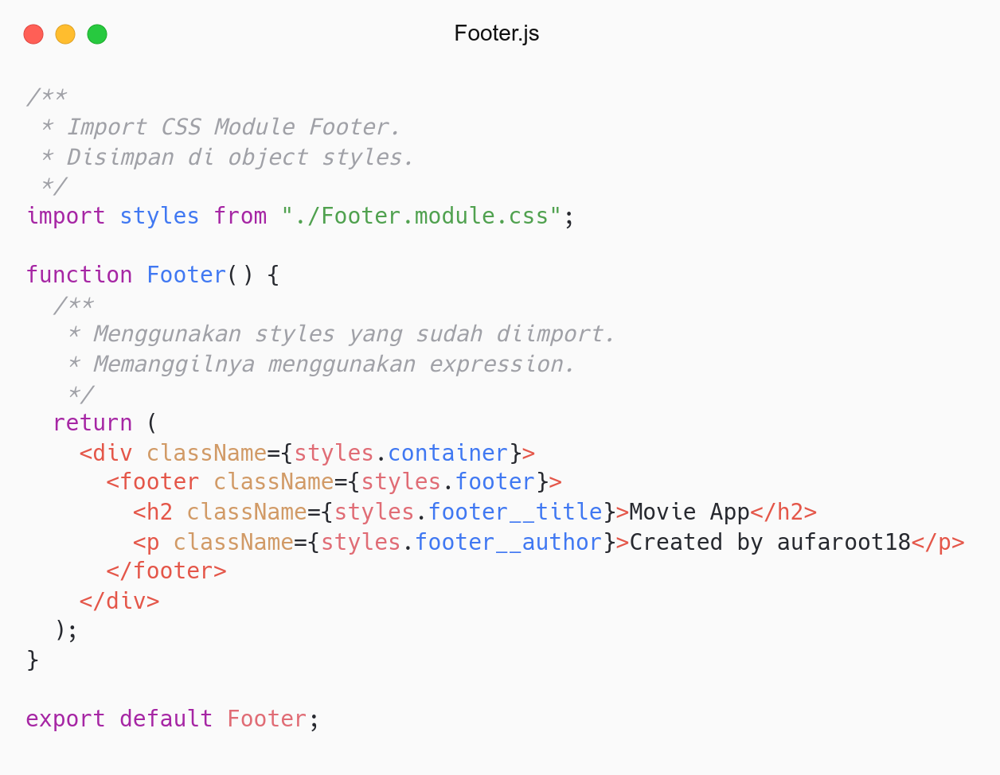 Footer.js
/**
 * Import CSS Module Footer.
 * Disimpan di object styles.
 */
import styles from "./Footer.module.css";

function Footer() {
  /**
   * Menggunakan styles yang sudah diimport.
   * Memanggilnya menggunakan expression.
   */
  return (
    <div className={styles.container}>
      <footer className={styles.footer}>
        <h2 className={styles.footer__title}>Movie App</h2>
        <p className={styles.footer__author}>Created by aufaroot18</p>
      </footer>
    </div>
  );
}

export default Footer;